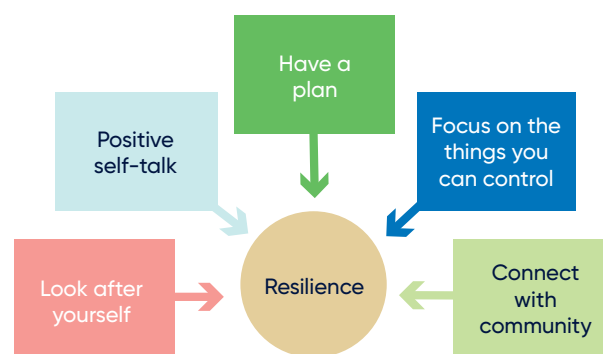 Have a
plan
Positive
self-talk
Focus on the
things you
can control
Look after
yourself
Resilience
Connect
with
community